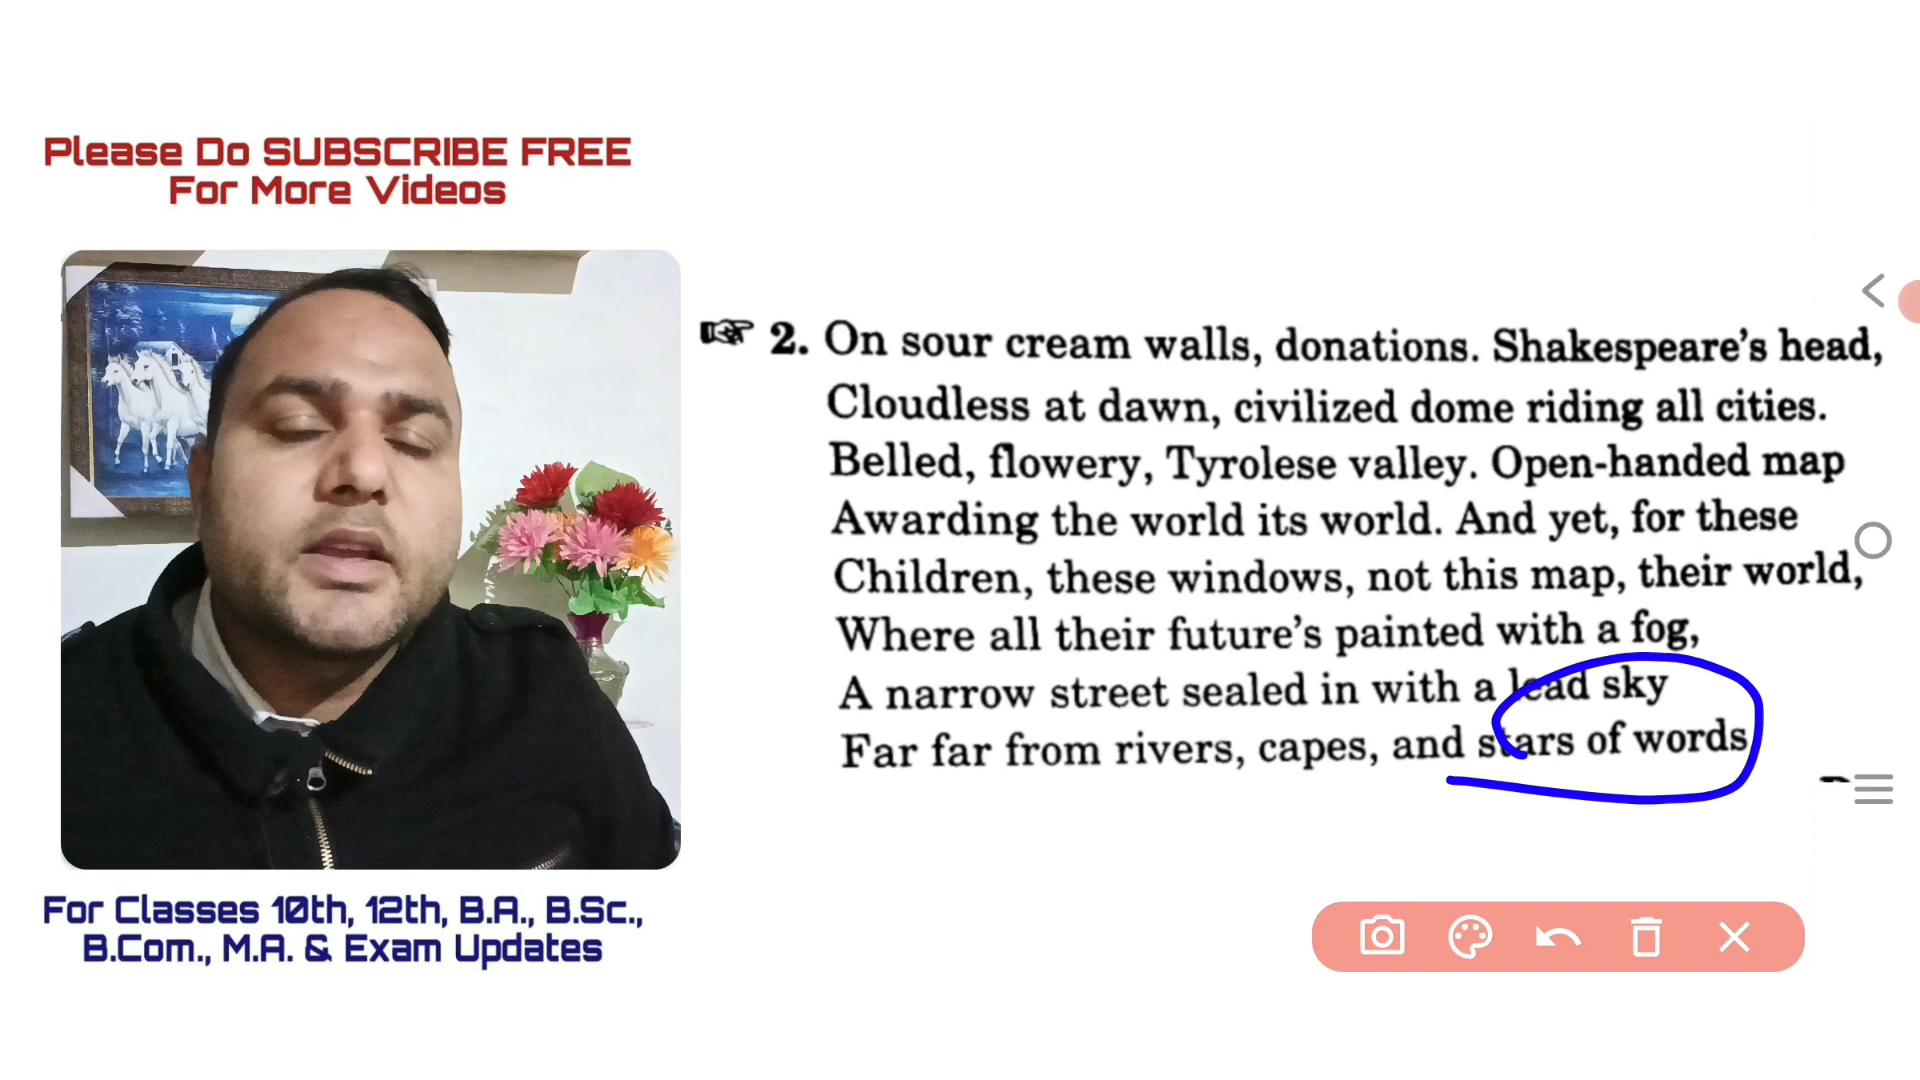 Please Do SUBSCRIBE FREE
For More Videos
2. On sour cream walls, donations. Shakespeare's head,
Cloudless at dawn, civilized dome riding all cities.
Belled, flowery, Tyrolese valley. Open-handed map
Awarding the world its world. And yet, for these
Children, these windows, not this map, their world,
Where all their future's painted with a fog,
A narrow street sealed in with a lead sky
Far far from rivers, capes, and stars of words
For Classes 10th, 12th, B.A., B.Sc.,
B.Com., M.A. & Exam Updates